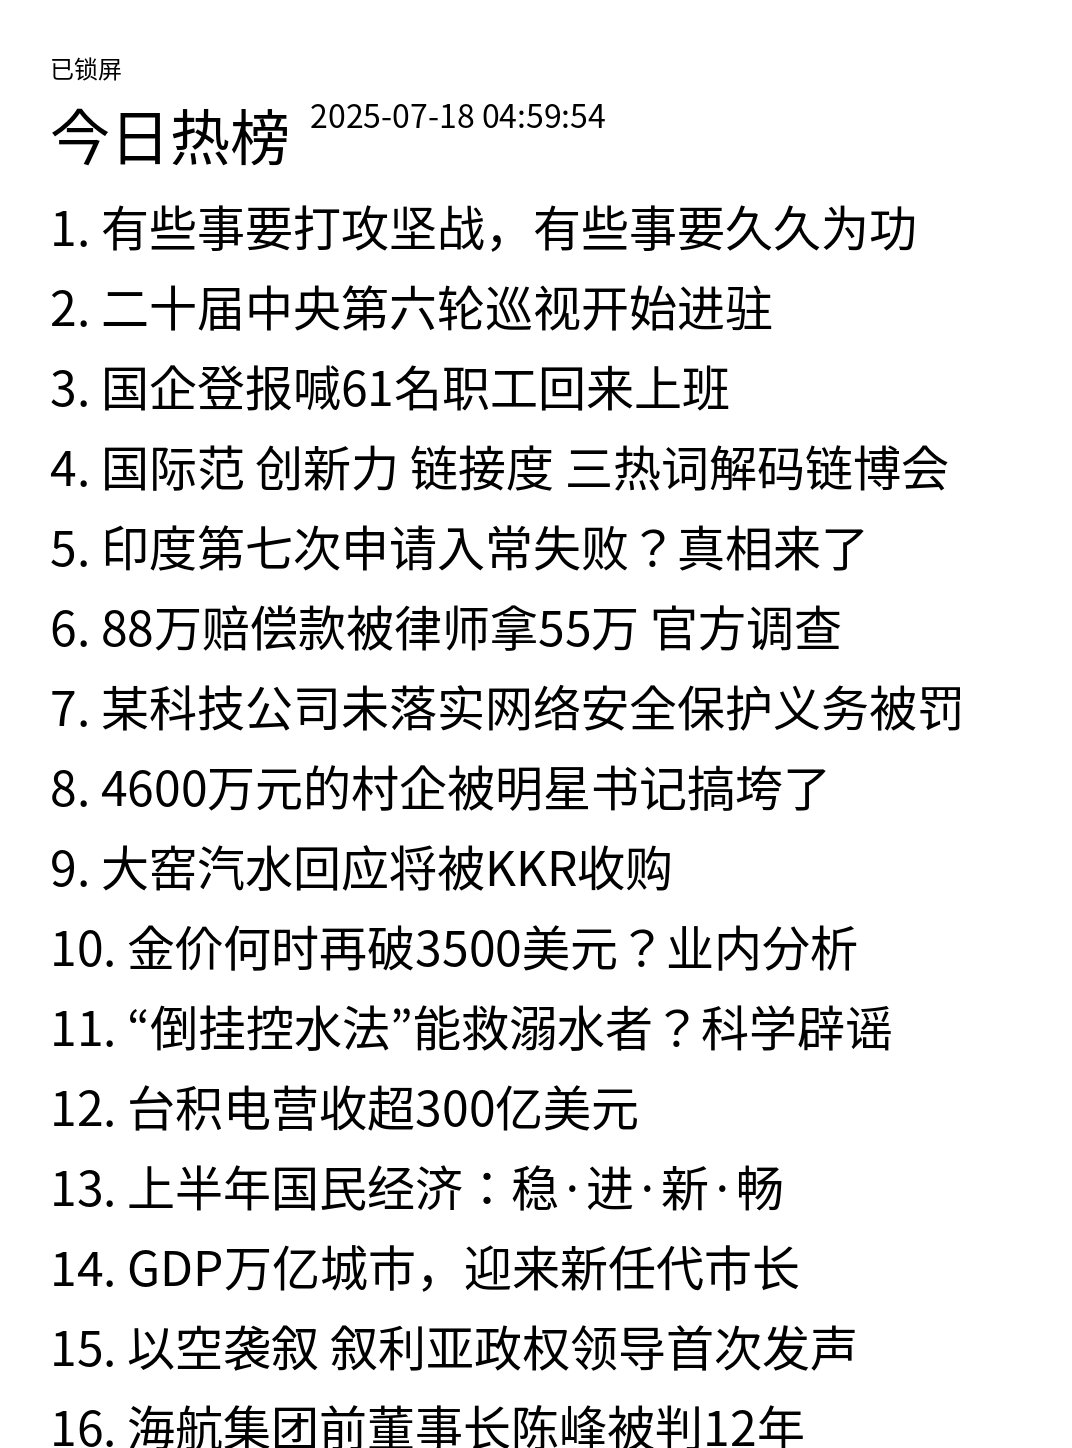 已锁屏
今日热榜 2025-07-18 04:59:54
1. 有些事要打攻坚战，有些事要久久为功
2. 二十届中央第六轮巡视开始进驻
3. 国企登报喊61名职工回来上班
4. 国际范 创新力 链接度 三热词解码链博会
5. 印度第七次申请入常失败？真相来了
6. 88万赔偿款被律师拿55万 官方调查
7. 某科技公司未落实网络安全保护义务被罚
8. 4600万元的村企被明星书记搞垮了
9. 大窑汽水回应将被KKR收购
10. 金价何时再破3500美元？业内分析
11. “倒挂控水法”能救溺水者？科学辟谣
12. 台积电营收超300亿美元
13. 上半年国民经济：稳·进·新·畅
14. GDP万亿城市，迎来新任代市长
15. 以空袭叙 叙利亚政权领导首次发声
16. 海航集团前董事长陈峰被判12年